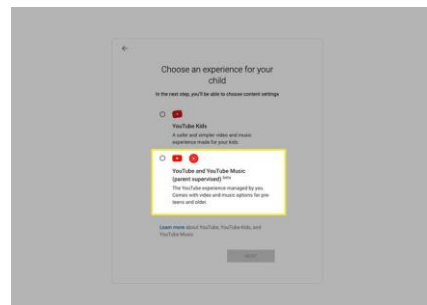 Choose an experience for your
child
In the next step, you'll be able to choose content settings
YouTube Kids
A safer and simpler video and music
experience made for your kids.
YouTube and YouTube Music
(parent supervised) beta
The YouTube experience managed by you.
Comes with video and music options for pre-
teens and older.
Learn more about YouTube, YouTube Kids, and
YouTube Music
NEXT